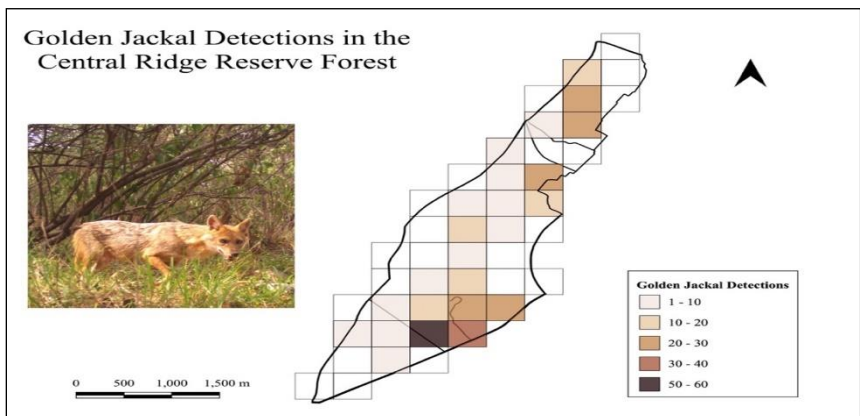 Golden Jackal Detections in the
Central Ridge Reserve Forest
Golden Jackal Detections
1 - 10
10 - 20
20 - 30
30 - 40
50 - 60
0 500 1,000 1,500 m